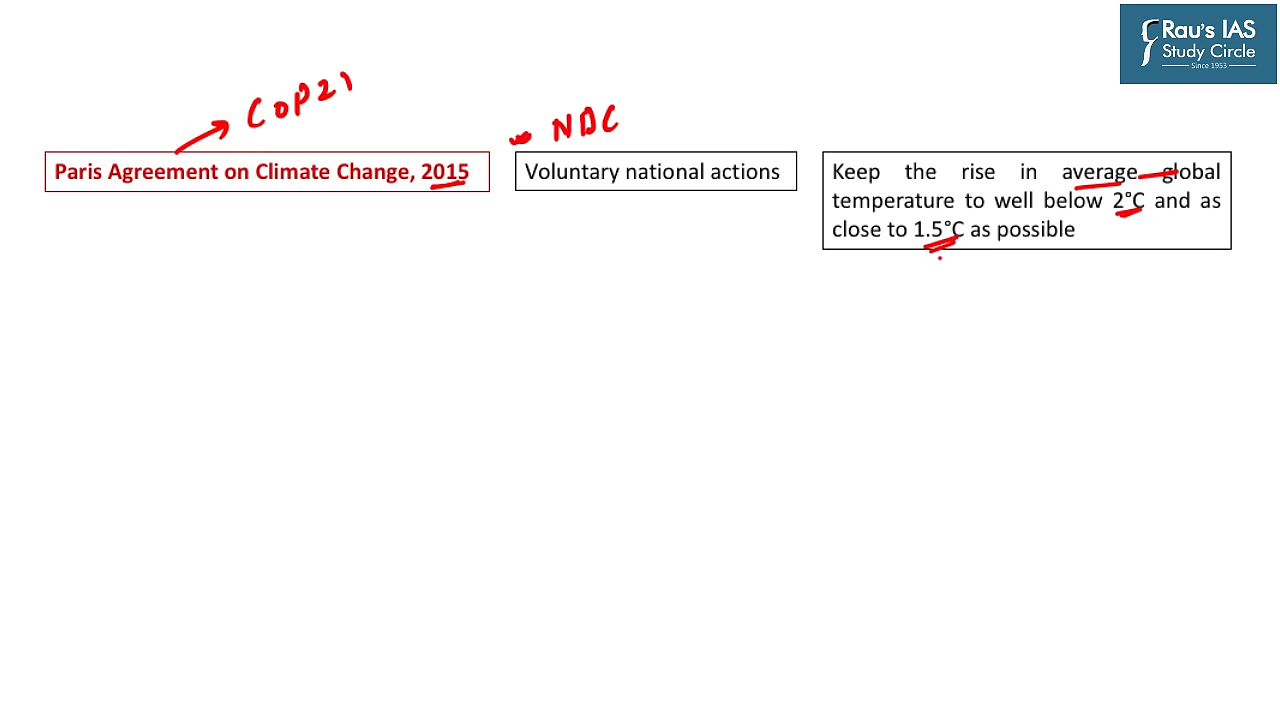 Rau's IAS
Study Circle
Since 1953
COP21
NDC
Paris Agreement on Climate Change, 2015
Voluntary national actions
Keep the rise in average global
temperature to well below 2°C and as
close to 1.5°C as possible